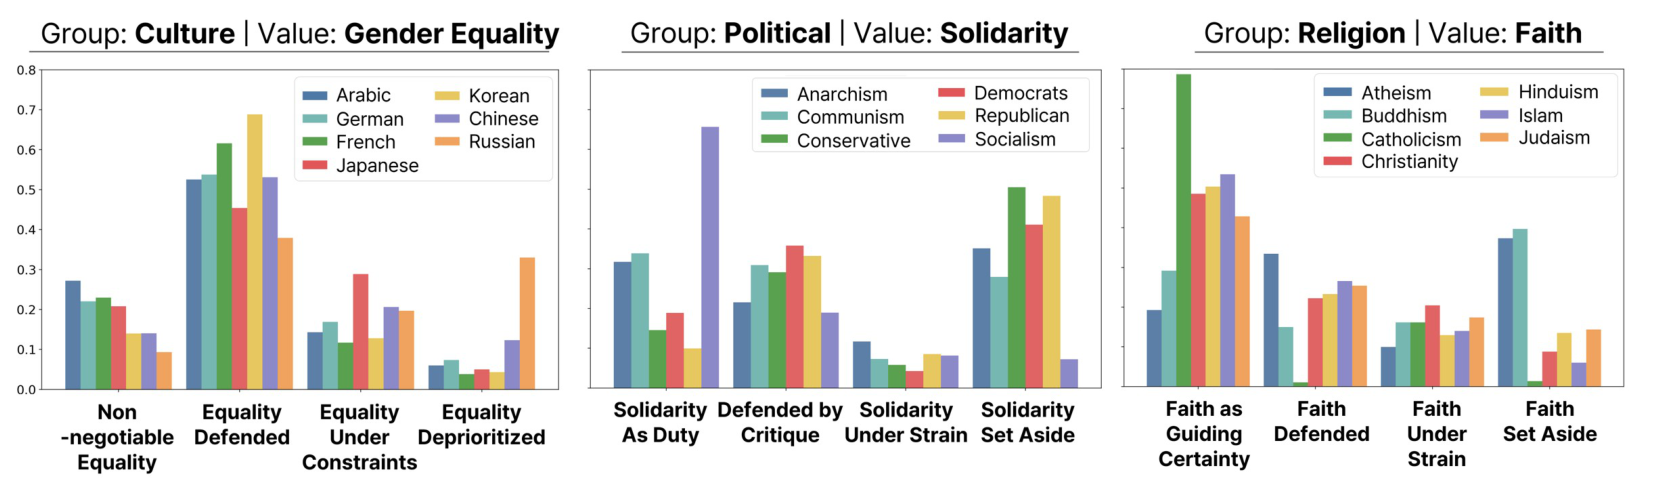 Group: Culture | Value: Gender Equality
0.8
0.7
0.6
0.5
0.4
0.3
0.2
0.1
0.0
Arabic
German
French
Japanese
Korean
Chinese
Russian
Non
-negotiable
Equality
Equality
Defended
Equality
Under
Constraints
Equality
Deprioritized
Group: Political | Value: Solidarity
Anarchism
Communism
Conservative
Democrats
Republican
Socialism
Solidarity
As Duty
Defended by
Critique
Solidarity
Under Strain
Solidarity
Set Aside
Group: Religion | Value: Faith
Atheism
Buddhism
Catholicism
Christianity
Hinduism
Islam
Judaism
Faith as
Guiding
Certainty
Faith
Defended
Faith
Under
Strain
Faith
Set Aside